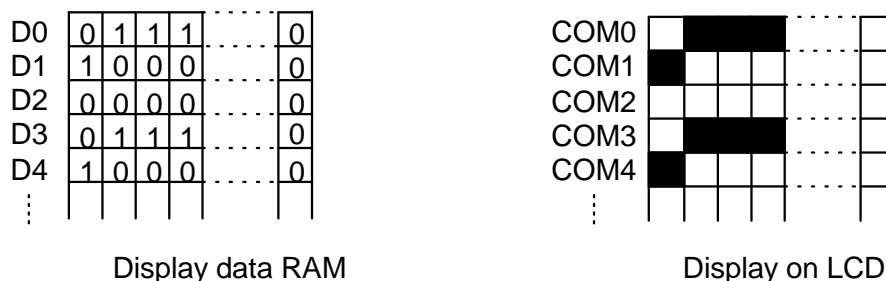 D0 0 1 1 1 0
D1 1 0 0 0 0
D2 0 0 0 0 0
D3 0 1 1 1 0
D4 1 0 0 0 0
Display data RAM
COM0
COM1
COM2
COM3
COM4
Display on LCD